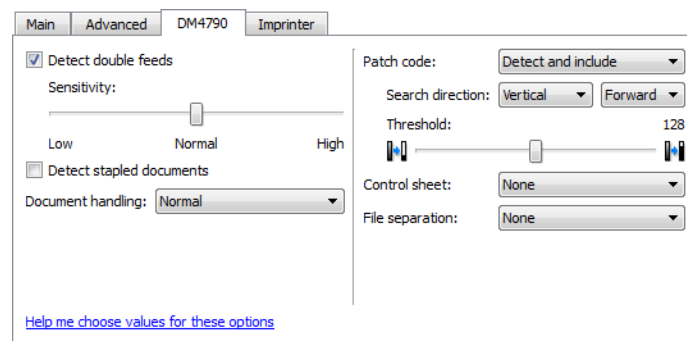 Main Advanced DM4790 Imprinter
Detect double feeds
Sensitivity:
Low Normal High
Detect stapled documents
Document handling: Normal
Help me choose values for these options
Patch code: Detect and include
Search direction: Vertical Forward
Threshold: 128
Control sheet: None
File separation: None